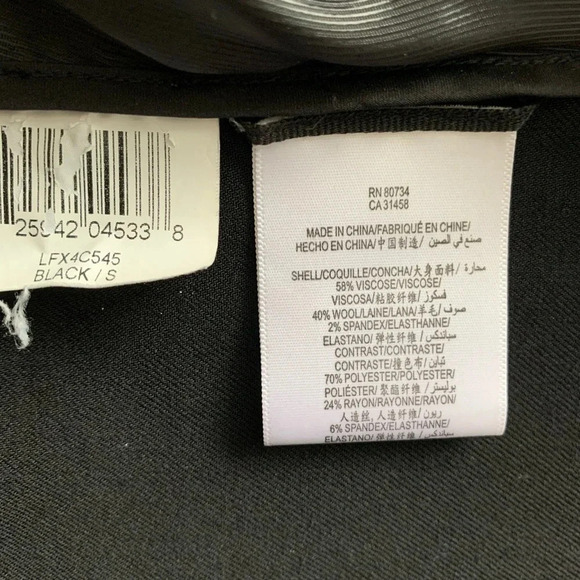 25942 04533 8
LFX4C545
BLACK / S
RN 80734
CA 31458
MADE IN CHINA/FABRIQUÉ EN CHINE/
HECHO EN CHINA/中国制造/ صنع في الصين
SHELL/COQUILLE/CONCHA/大身面料/ محارة
58% VISCOSE/VISCOSE/
VISCOSA/粘胶纤维/ فسكوز
40% WOOL/LAINE/LANA/羊毛/ صوف
2% SPANDEX/ELASTHANNE/
ELASTANO/ 弹性纤维 / سباندكس
CONTRAST/CONTRASTE/
CONTRASTE/撞色布/ تباين
70% POLYESTER/POLYESTER/
POLIÉSTER/ 聚酯纤维 / بوليستر
24% RAYON/RAYONNE/RAYON/
人造丝, 人造纤维 / ريون
6% SPANDEX/ELASTHANNE/
ELASTANO/ 弹性纤维 / سباندكس